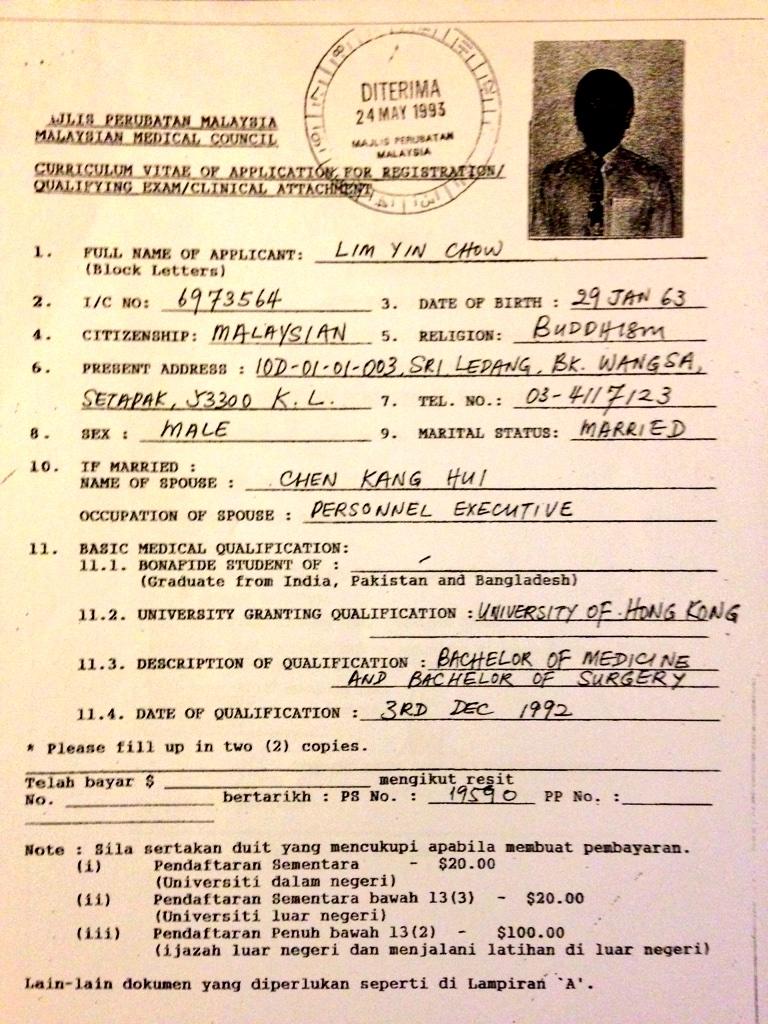 DITERIMA
24 MAY 1993
MAJLIS PERUBATAN
MALAYSIA
AJLIS PERUBATAN MALAYSIA
MALAYSIAN MEDICAL COUNCIL
CURRICULUM VITAE OF APPLICATION FOR REGISTRATION/
QUALIFYING EXAM/CLINICAL ATTACHMENT
1. FULL NAME OF APPLICANT: LIM YIN CHOW
(Block Letters)
2. I/C NO: 6973564 3. DATE OF BIRTH : 29 JAN 63
4. CITIZENSHIP: MALAYSIAN 5. RELIGION: BUDDHISM
6. PRESENT ADDRESS : 10D-01-01-003, SRI LEDANG, BK. WANGSA,
SETAPAK, 53300 K.L. 7. TEL. NO.: 03-4117123
8. SEX : MALE 9. MARITAL STATUS: MARRIED
10. IF MARRIED :
NAME OF SPOUSE : CHEN KANG HUI
OCCUPATION OF SPOUSE : PERSONNEL EXECUTIVE
11. BASIC MEDICAL QUALIFICATION:
11.1. BONAFIDE STUDENT OF :
(Graduate from India, Pakistan and Bangladesh)
11.2. UNIVERSITY GRANTING QUALIFICATION : UNIVERSITY OF HONG KONG
11.3. DESCRIPTION OF QUALIFICATION : BACHELOR OF MEDICINE
AND BACHELOR OF SURGERY
11.4. DATE OF QUALIFICATION : 3RD DEC 1992
* Please fill up in two (2) copies.
Telah bayar $ mengikut resit
No. bertarikh : PS No. : 19590 PP No. :
Note : Sila sertakan duit yang mencukupi apabila membuat pembayaran.
(i) Pendaftaran Sementara - $20.00
(Universiti dalam negeri)
(ii) Pendaftaran Sementara bawah 13(3) - $20.00
(Universiti luar negeri)
(iii) Pendaftaran Penuh bawah 13(2) - $100.00
(ijazah luar negeri dan menjalani latihan di luar negeri)
Lain-lain dokumen yang diperlukan seperti di Lampiran 'A'.